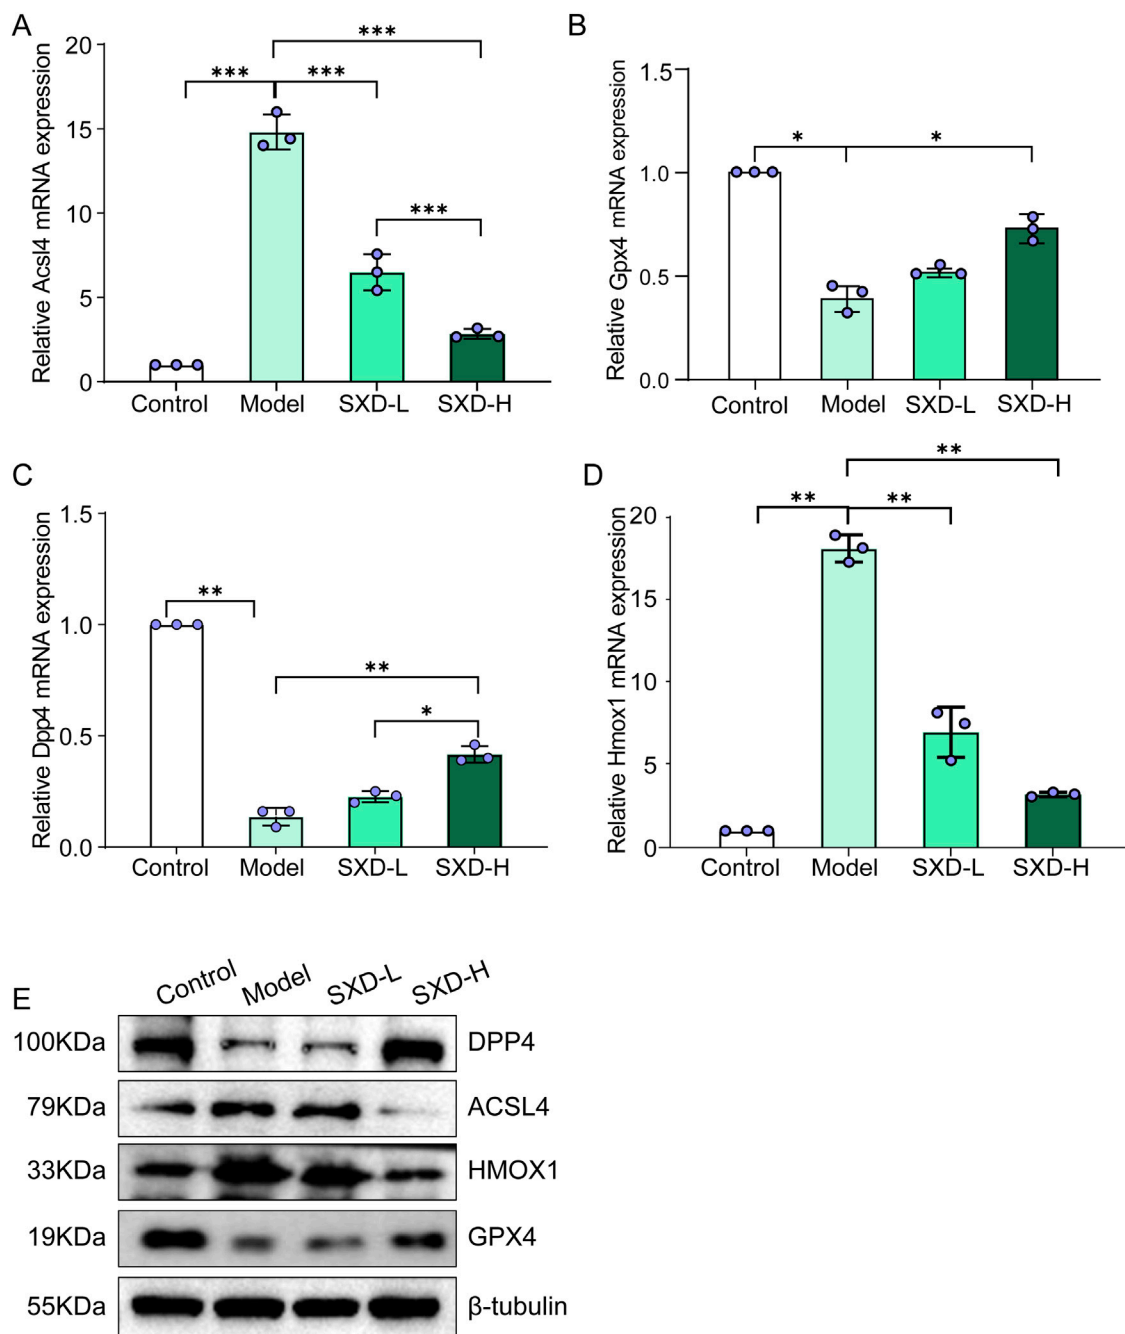 A
Relative Acsl4 mRNA expression
20
15
10
5
0
***
*** ***
***
Control Model SXD-L SXD-H
B
Relative Gpx4 mRNA expression
1.5
1.0
0.5
0.0
* *
Control Model SXD-L SXD-H
C
Relative Dpp4 mRNA expression
1.5
1.0
0.5
0.0
**
**
*
Control Model SXD-L SXD-H
D
Relative Hmox1 mRNA expression
20
15
10
5
0
**
** **
Control Model SXD-L SXD-H
E
Control Model SXD-L SXD-H
100KDa DPP4
79KDa ACSL4
33KDa HMOX1
19KDa GPX4
55KDa β-tubulin